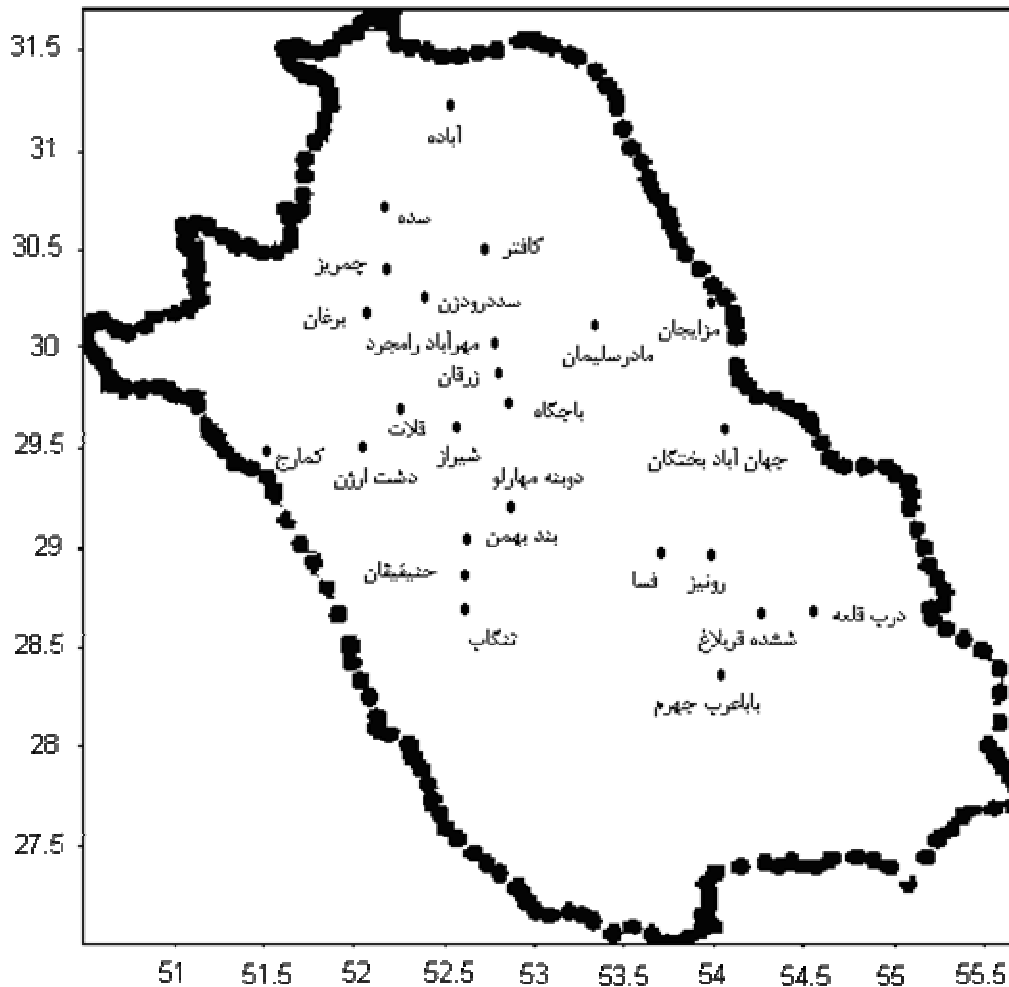 31.5
آباده
31
سده
30.5
کافتر
چمریز
سددرودزن
برغان
مزایجان
30
مهرآباد رامجرد
مادرسلیمان
زرقان
باجگاه
قلات
29.5
شیراز
کمارج
جهان آباد بختگان
دشت ارژن
دوبنه مهارلو
29
بند بهمن
حنیفیقان
فسا
رونیز
28.5
تنگاب
ششده قربلاغ
درب قلعه
باباعرب جهرم
28
27.5
51 51.5 52 52.5 53 53.5 54 54.5 55 55.5